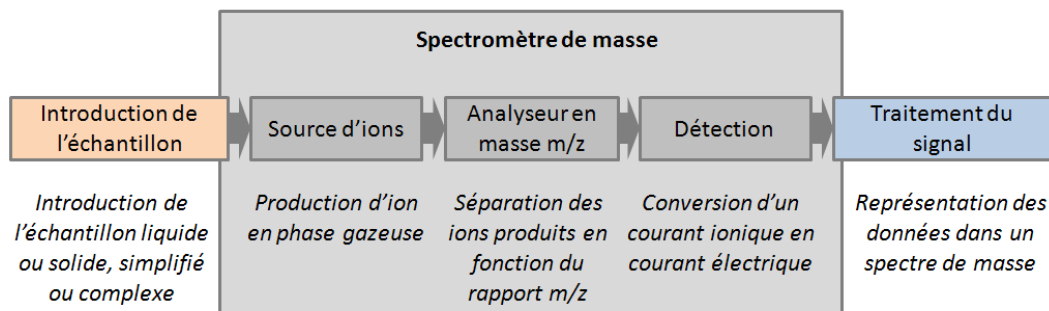 Spectromètre de masse
Introduction de
l'échantillon
Source d'ions
Analyseur en
masse m/z
Détection
Traitement du
signal
Introduction de
l'échantillon liquide
ou solide, simplifié
ou complexe
Production d'ion
en phase gazeuse
Séparation des
ions produits en
fonction du
rapport m/z
Conversion d'un
courant ionique en
courant électrique
Représentation des
données dans un
spectre de masse